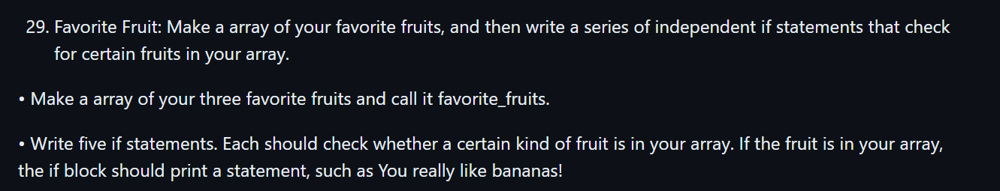 29. Favorite Fruit: Make a array of your favorite fruits, and then write a series of independent if statements that check
for certain fruits in your array.
• Make a array of your three favorite fruits and call it favorite_fruits.
• Write five if statements. Each should check whether a certain kind of fruit is in your array. If the fruit is in your array,
the if block should print a statement, such as You really like bananas!